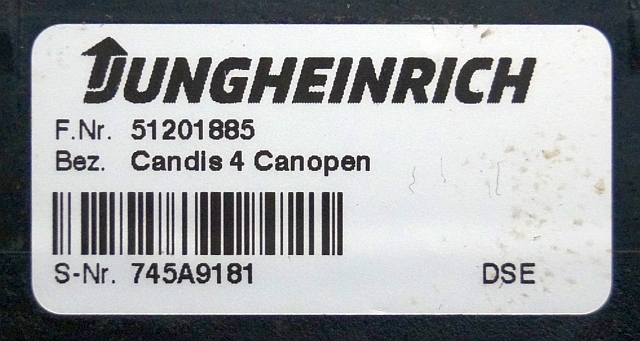 JUNGHEINRICH
F.Nr. 51201885
Bez. Candis 4 Canopen
S-Nr. 745A9181 DSE